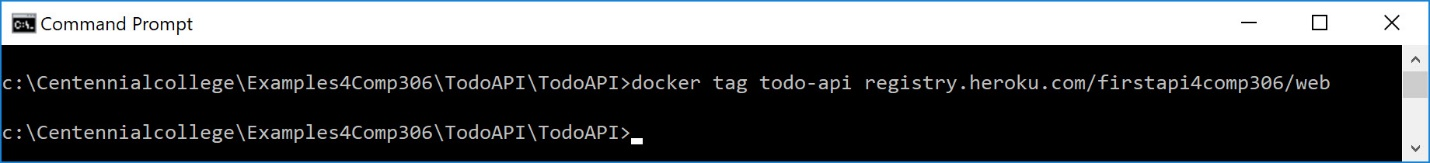 Command Prompt
c:\Centennialcollege\Examples4Comp306\TodoAPI\TodoAPI>docker tag todo-api registry.heroku.com/firstapi4comp306/web
c:\Centennialcollege\Examples4Comp306\TodoAPI\TodoAPI>